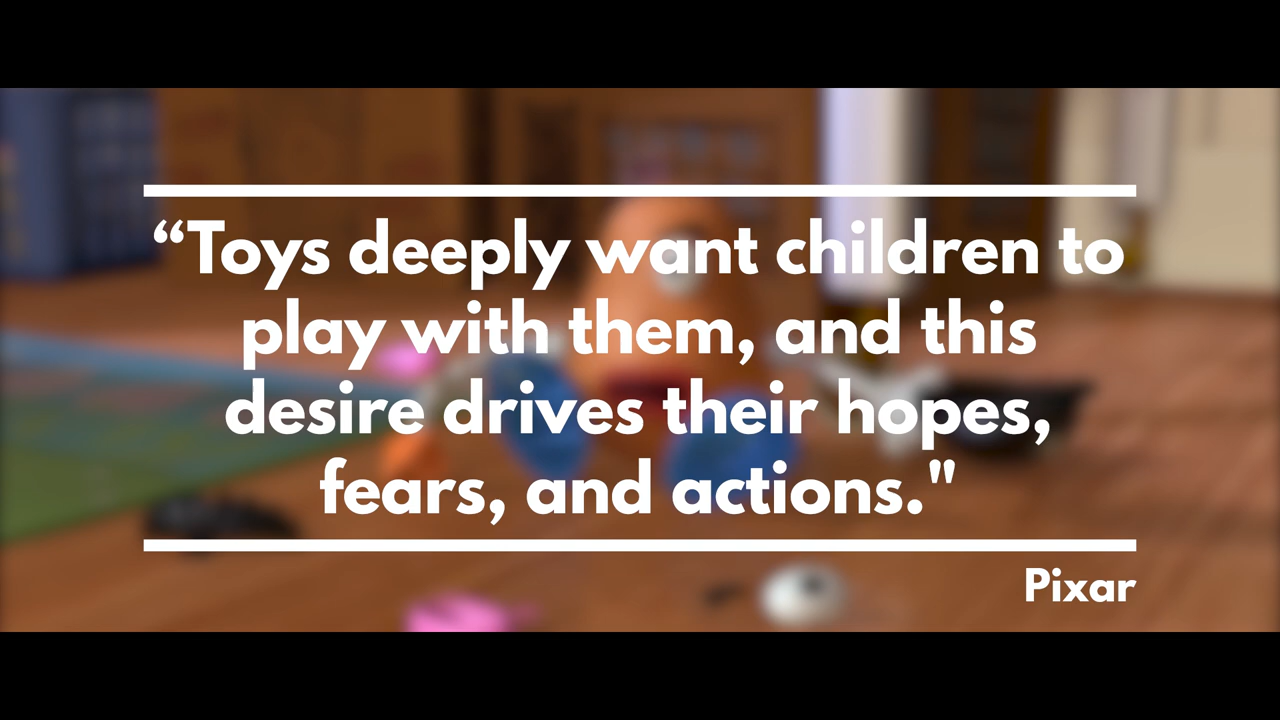 “Toys deeply want children to
play with them, and this
desire drives their hopes,
fears, and actions."
Pixar